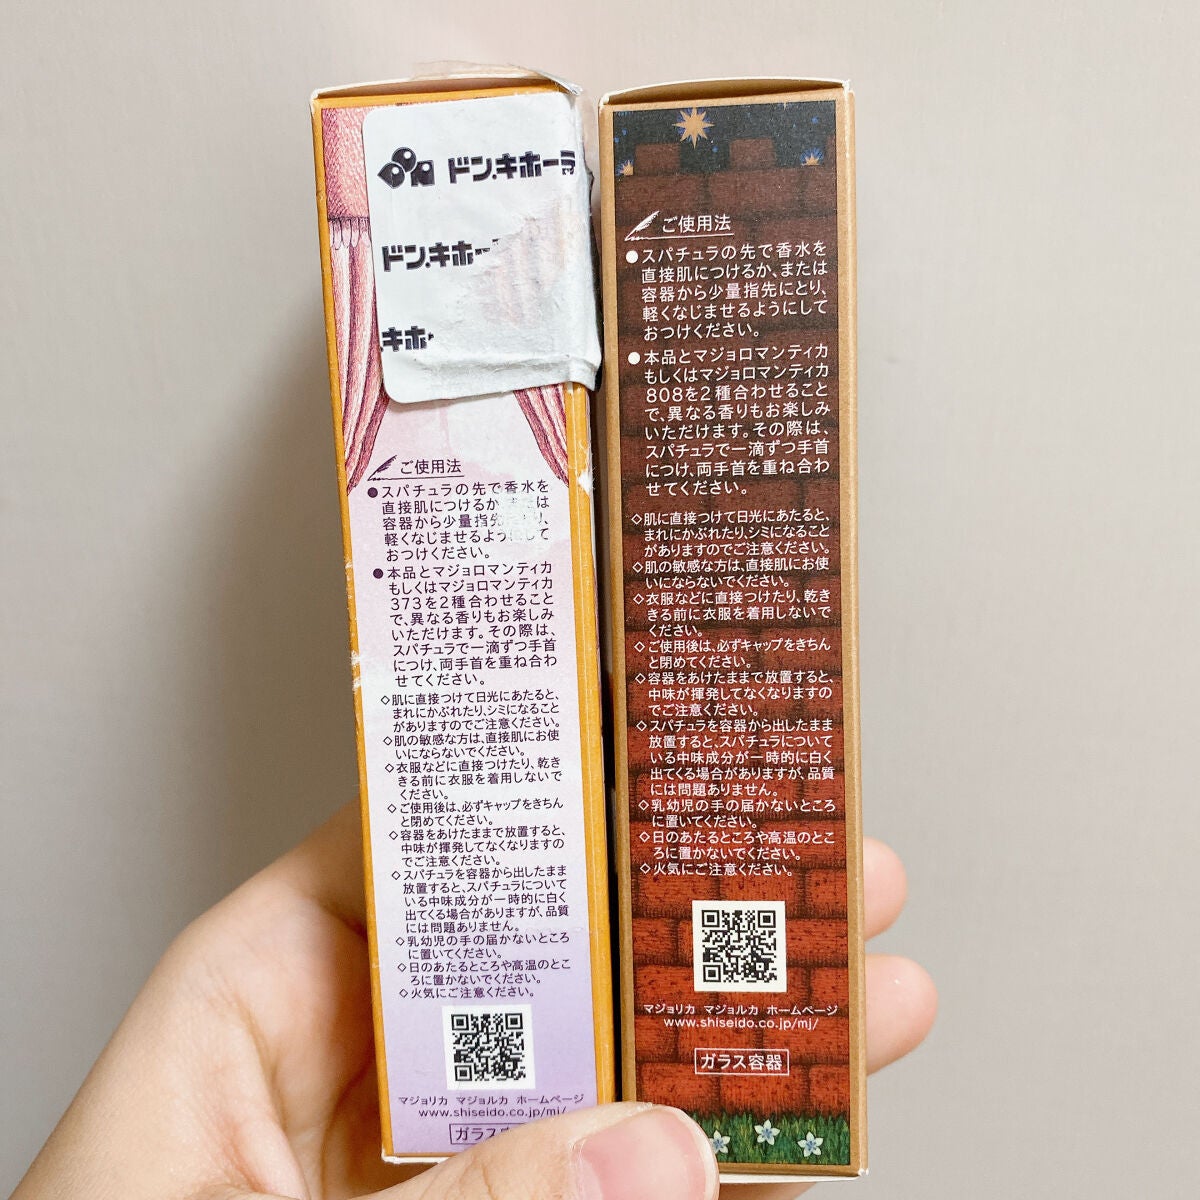 ドン.キホーテ
ドン.キホー
.キホ
ご使用法
●スパチュラの先で香水を
直接肌につけるか、または
容器から少量指先にとり、
軽くなじませるようにして
おつけください。
●本品とマジョロマンティカ
もしくはマジョロマンティカ
373を2種合わせること
で、異なる香りもお楽しみ
いただけます。その際は、
スパチュラで一滴ずつ手首
につけ、両手首を重ね合わ
せてください。
◇肌に直接つけて日光にあたると、
まれにかぶれたり、シミになること
がありますのでご注意ください。
◇肌の敏感な方は、直接肌にお使
いにならないでください。
◇衣服などに直接つけたり、乾き
きる前に衣服を着用しないで
ください。
◇ご使用後は、必ずキャップをきちん
と閉めてください。
◇容器をあけたままで放置すると、
中味が揮発してなくなりますの
でご注意ください。
◇スパチュラを容器から出したまま
放置すると、スパチュラについて
いる中味成分が一時的に白く
出てくる場合がありますが、品質
には問題ありません。
◇乳幼児の手の届かないところ
に置いてください。
◇日のあたるところや高温のとこ
ろに置かないでください。
◇火気にご注意ください。
マジョリカ マジョルカ ホームページ
www.shiseido.co.jp/mj/
ガラス
ご使用法
●スパチュラの先で香水を
直接肌につけるか、または
容器から少量指先にとり、
軽くなじませるようにして
おつけください。
●本品とマジョロマンティカ
もしくはマジョロマンティカ
808を2種合わせること
で、異なる香りもお楽しみ
いただけます。その際は、
スパチュラで一滴ずつ手首
につけ、両手首を重ね合わ
せてください。
◇肌に直接つけて日光にあたると、
まれにかぶれたり、シミになること
がありますのでご注意ください。
◇肌の敏感な方は、直接肌にお使
いにならないでください。
◇衣服などに直接つけたり、乾き
きる前に衣服を着用しないで
ください。
◇ご使用後は、必ずキャップをきちん
と閉めてください。
◇容器をあけたままで放置すると、
中味が揮発してなくなりますの
でご注意ください。
◇スパチュラを容器から出したまま
放置すると、スパチュラについて
いる中味成分が一時的に白く
出てくる場合がありますが、品質
には問題ありません。
◇乳幼児の手の届かないところ
に置いてください。
◇日のあたるところや高温のとこ
ろに置かないでください。
◇火気にご注意ください。
マジョリカ マジョルカ ホームページ
www.shiseido.co.jp/mj/
ガラス容器